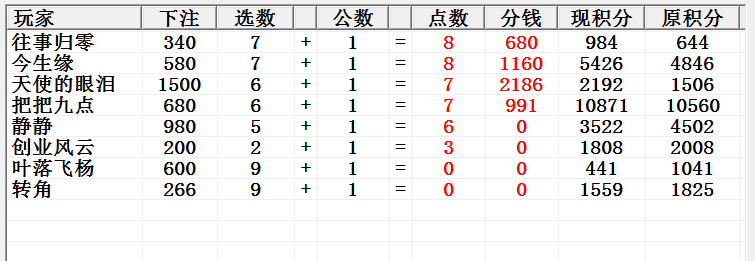 玩家 下注 选数 公数 点数 分钱 现积分 原积分
往事归零 340 7 + 1 = 8 680 984 644
今生缘 580 7 + 1 = 8 1160 5426 4846
天使的眼泪 1500 6 + 1 = 7 2186 2192 1506
把把九点 680 6 + 1 = 7 991 10871 10560
静静 980 5 + 1 = 6 0 3522 4502
创业风云 200 2 + 1 = 3 0 1808 2008
叶落飞杨 600 9 + 1 = 0 0 441 1041
转角 266 9 + 1 = 0 0 1559 1825